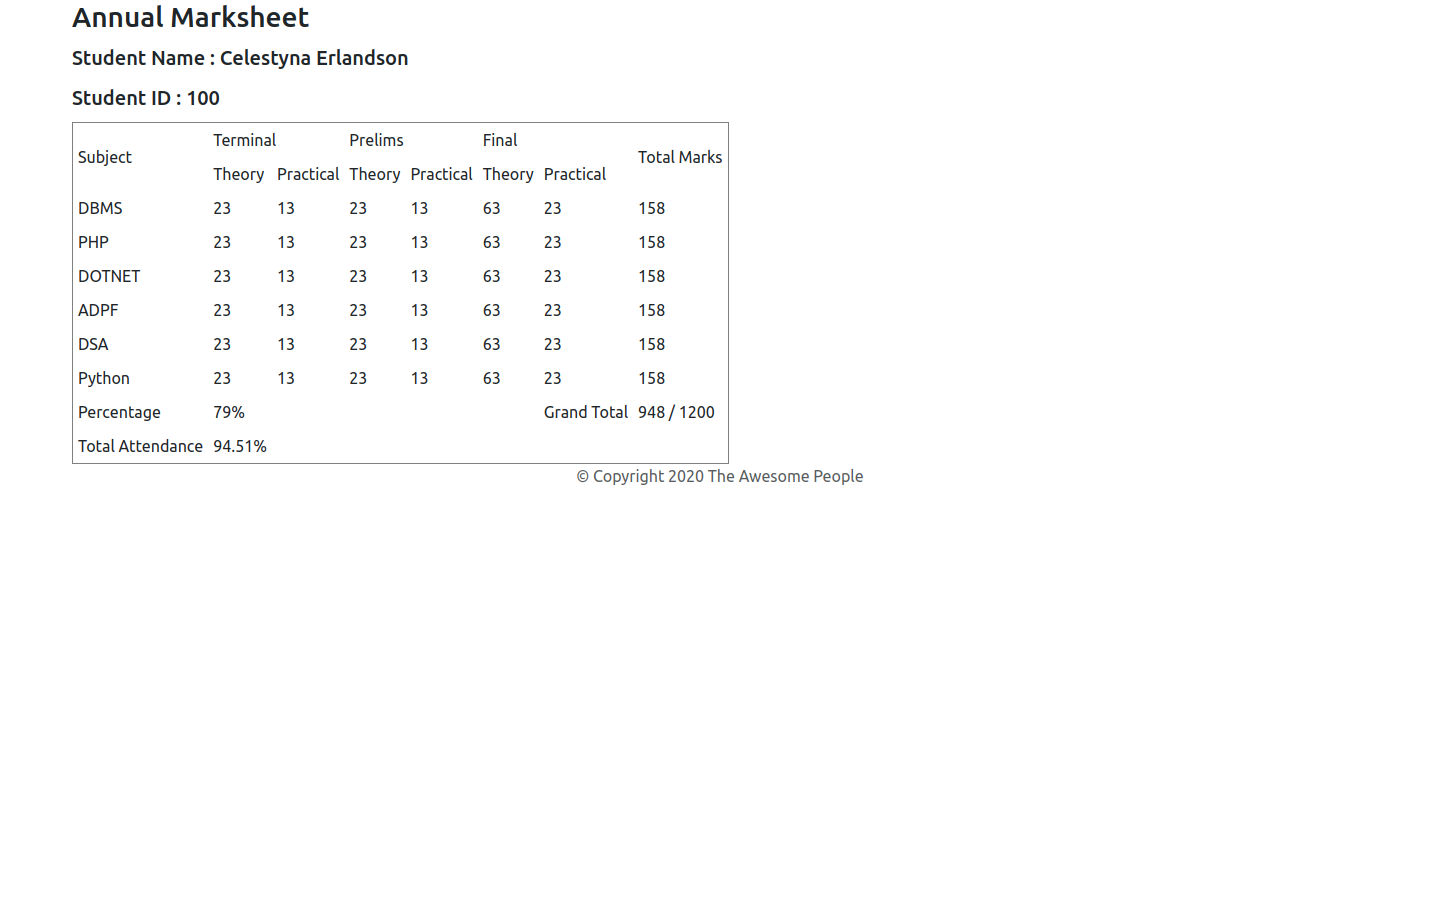 Annual Marksheet
Student Name : Celestyna Erlandson
Student ID : 100
Subject Terminal Prelims Final Total Marks
Theory Practical Theory Practical Theory Practical
DBMS 23 13 23 13 63 23 158
PHP 23 13 23 13 63 23 158
DOTNET 23 13 23 13 63 23 158
ADPF 23 13 23 13 63 23 158
DSA 23 13 23 13 63 23 158
Python 23 13 23 13 63 23 158
Percentage 79% Grand Total 948 / 1200
Total Attendance 94.51%
© Copyright 2020 The Awesome People